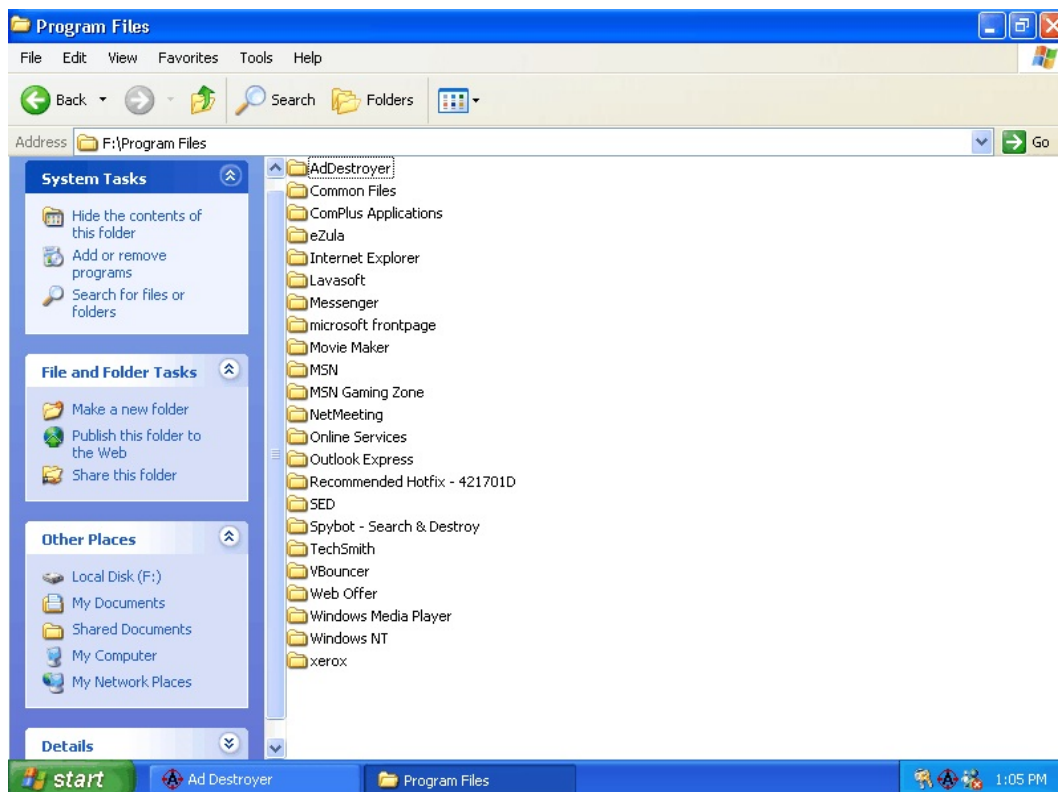 Program Files
File Edit View Favorites Tools Help
Back Search Folders
Address F:\Program Files Go
System Tasks
Hide the contents of
this folder
Add or remove
programs
Search for files or
folders
File and Folder Tasks
Make a new folder
Publish this folder to
the Web
Share this folder
Other Places
Local Disk (F:)
My Documents
Shared Documents
My Computer
My Network Places
Details
AdDestroyer
Common Files
ComPlus Applications
eZula
Internet Explorer
Lavasoft
Messenger
microsoft frontpage
Movie Maker
MSN
MSN Gaming Zone
NetMeeting
Online Services
Outlook Express
Recommended Hotfix - 421701D
SED
Spybot - Search & Destroy
TechSmith
VBouncer
Web Offer
Windows Media Player
Windows NT
xerox
start Ad Destroyer Program Files 1:05 PM